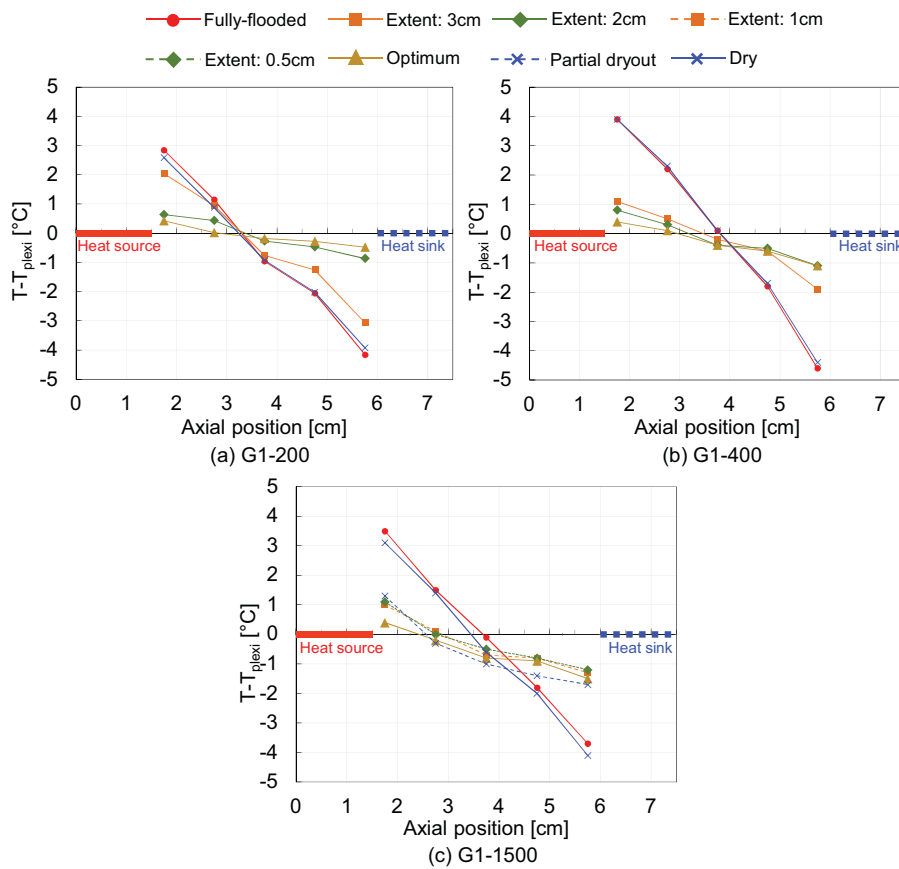 Fully-flooded Extent: 3cm Extent: 2cm Extent: 1cm
Extent: 0.5cm Optimum Partial dryout Dry
5
4
3
2
1
0
-1
-2
-3
-4
-5
T-Tplexi [°C]
Heat source
Heat sink
0 1 2 3 4 5 6 7
Axial position [cm]
(a) G1-200
5
4
3
2
1
0
-1
-2
-3
-4
-5
T-Tplexi [°C]
Heat source
Heat sink
0 1 2 3 4 5 6 7
Axial position [cm]
(b) G1-400
5
4
3
2
1
0
-1
-2
-3
-4
-5
T-Tplexi [°C]
Heat source
Heat sink
0 1 2 3 4 5 6 7
Axial position [cm]
(c) G1-1500